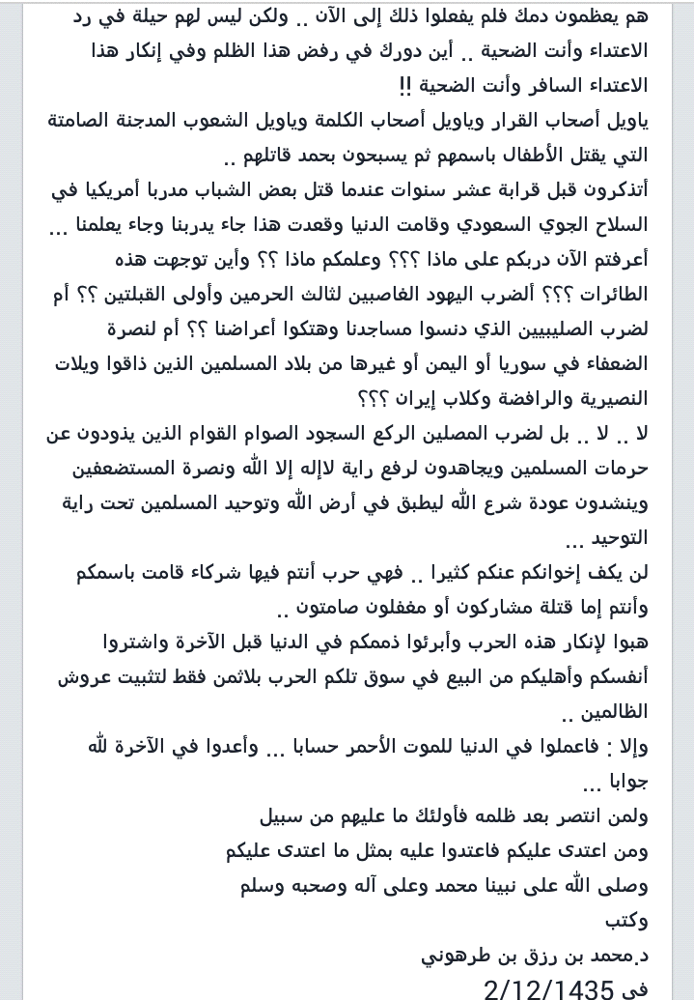 هم يعظمون دمك فلم يفعلوا ذلك إلى الآن .. ولكن ليس لهم حيلة في رد
الاعتداء وأنت الضحية .. أين دورك في رفض هذا الظلم وفي إنكار هذا
الاعتداء السافر وأنت الضحية !!
ياويل أصحاب القرار وياويل أصحاب الكلمة وياويل الشعوب المدجنة الصامتة
التي يقتل الأطفال باسمهم ثم يسبحون بحمد قاتلهم ..
أتذكرون قبل قرابة عشر سنوات عندما قتل بعض الشباب مدربا أمريكيا في
السلاح الجوي السعودي وقامت الدنيا وقعدت هذا جاء يدربنا وجاء يعلمنا ...
أعرفتم الآن دربكم على ماذا ؟؟؟ وعلمكم ماذا ؟؟ وأين توجهت هذه
الطائرات ؟؟؟ ألضرب اليهود الغاصبين لثالث الحرمين وأولى القبلتين ؟؟ أم
لضرب الصليبيين الذي دنسوا مساجدنا وهتكوا أعراضنا ؟؟ أم لنصرة
الضعفاء في سوريا أو اليمن أو غيرها من بلاد المسلمين الذين ذاقوا ويلات
النصيرية والرافضة وكلاب إيران ؟؟؟
لا .. لا .. بل لضرب المصلين الركع السجود الصوام القوام الذين يذودون عن
حرمات المسلمين ويجاهدون لرفع راية لاإله إلا الله ونصرة المستضعفين
وينشدون عودة شرع الله ليطبق في أرض الله وتوحيد المسلمين تحت راية
التوحيد ...
لن يكف إخوانكم عنكم كثيرا .. فهي حرب أنتم فيها شركاء قامت باسمكم
وأنتم إما قتلة مشاركون أو مغفلون صامتون ..
هبوا لإنكار هذه الحرب وأبرئوا ذممكم في الدنيا قبل الآخرة واشتروا
أنفسكم وأهليكم من البيع في سوق تلكم الحرب بلاثمن فقط لتثبيت عروش
الظالمين ..
وإلا : فاعملوا في الدنيا للموت الأحمر حسابا ... وأعدوا في الآخرة لله
جوابا ...
ولمن انتصر بعد ظلمه فأولئك ما عليهم من سبيل
ومن اعتدى عليكم فاعتدوا عليه بمثل ما اعتدى عليكم
وصلى الله على نبينا محمد وعلى آله وصحبه وسلم
وكتب
د.محمد بن رزق بن طرهوني
في 2/12/1435